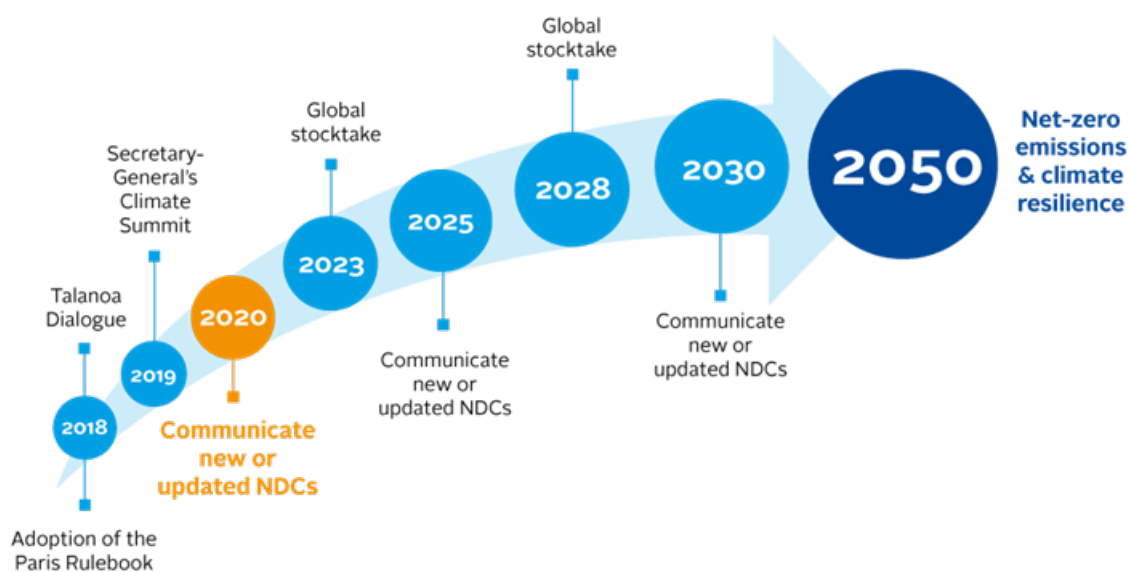 Global
stocktake
2050
Net-zero
emissions
& climate
resilience
Global
stocktake
2030
2028
Secretary-
General's
Climate
Summit
2025
2023
Talanoa
Dialogue
2020
Communicate
new or
updated NDCs
Communicate
new or
updated NDCs
2019
2018
Communicate
new or
updated NDCs
Adoption of the
Paris Rulebook